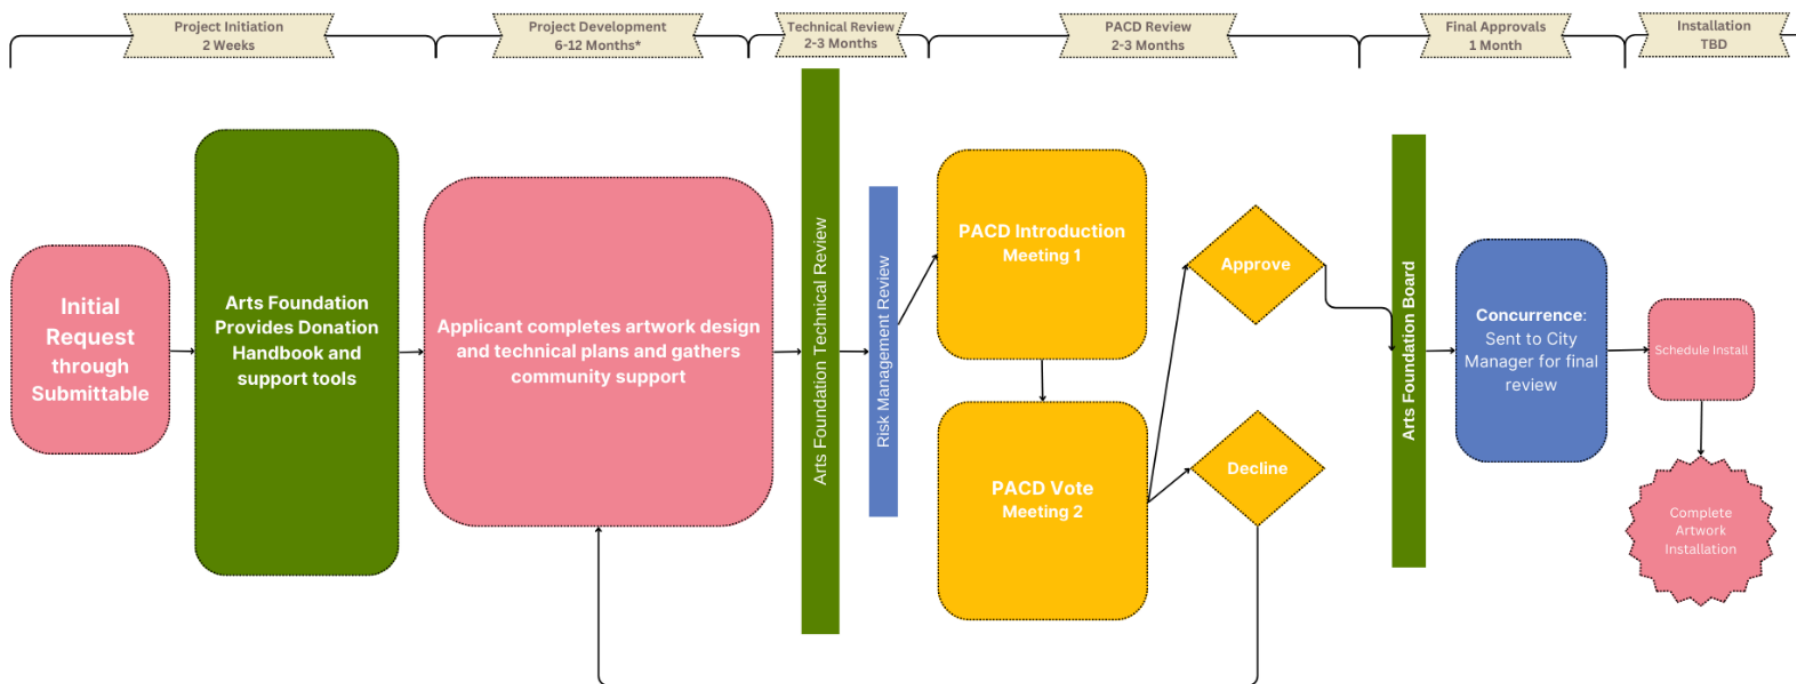 Project Initiation
2 Weeks
Project Development
6-12 Months*
Technical Review
2-3 Months
PACD Review
2-3 Months
Final Approvals
1 Month
Installation
TBD
Initial
Request
through
Submittable
Arts Foundation
Provides Donation
Handbook and
support tools
Applicant completes artwork design
and technical plans and gathers
community support
Arts Foundation Technical Review
Risk Management Review
PACD Introduction
Meeting 1
PACD Vote
Meeting 2
Approve
Decline
Arts Foundation Board
Concurrence:
Sent to City
Manager for final
review
Schedule Install
Complete
Artwork
Installation